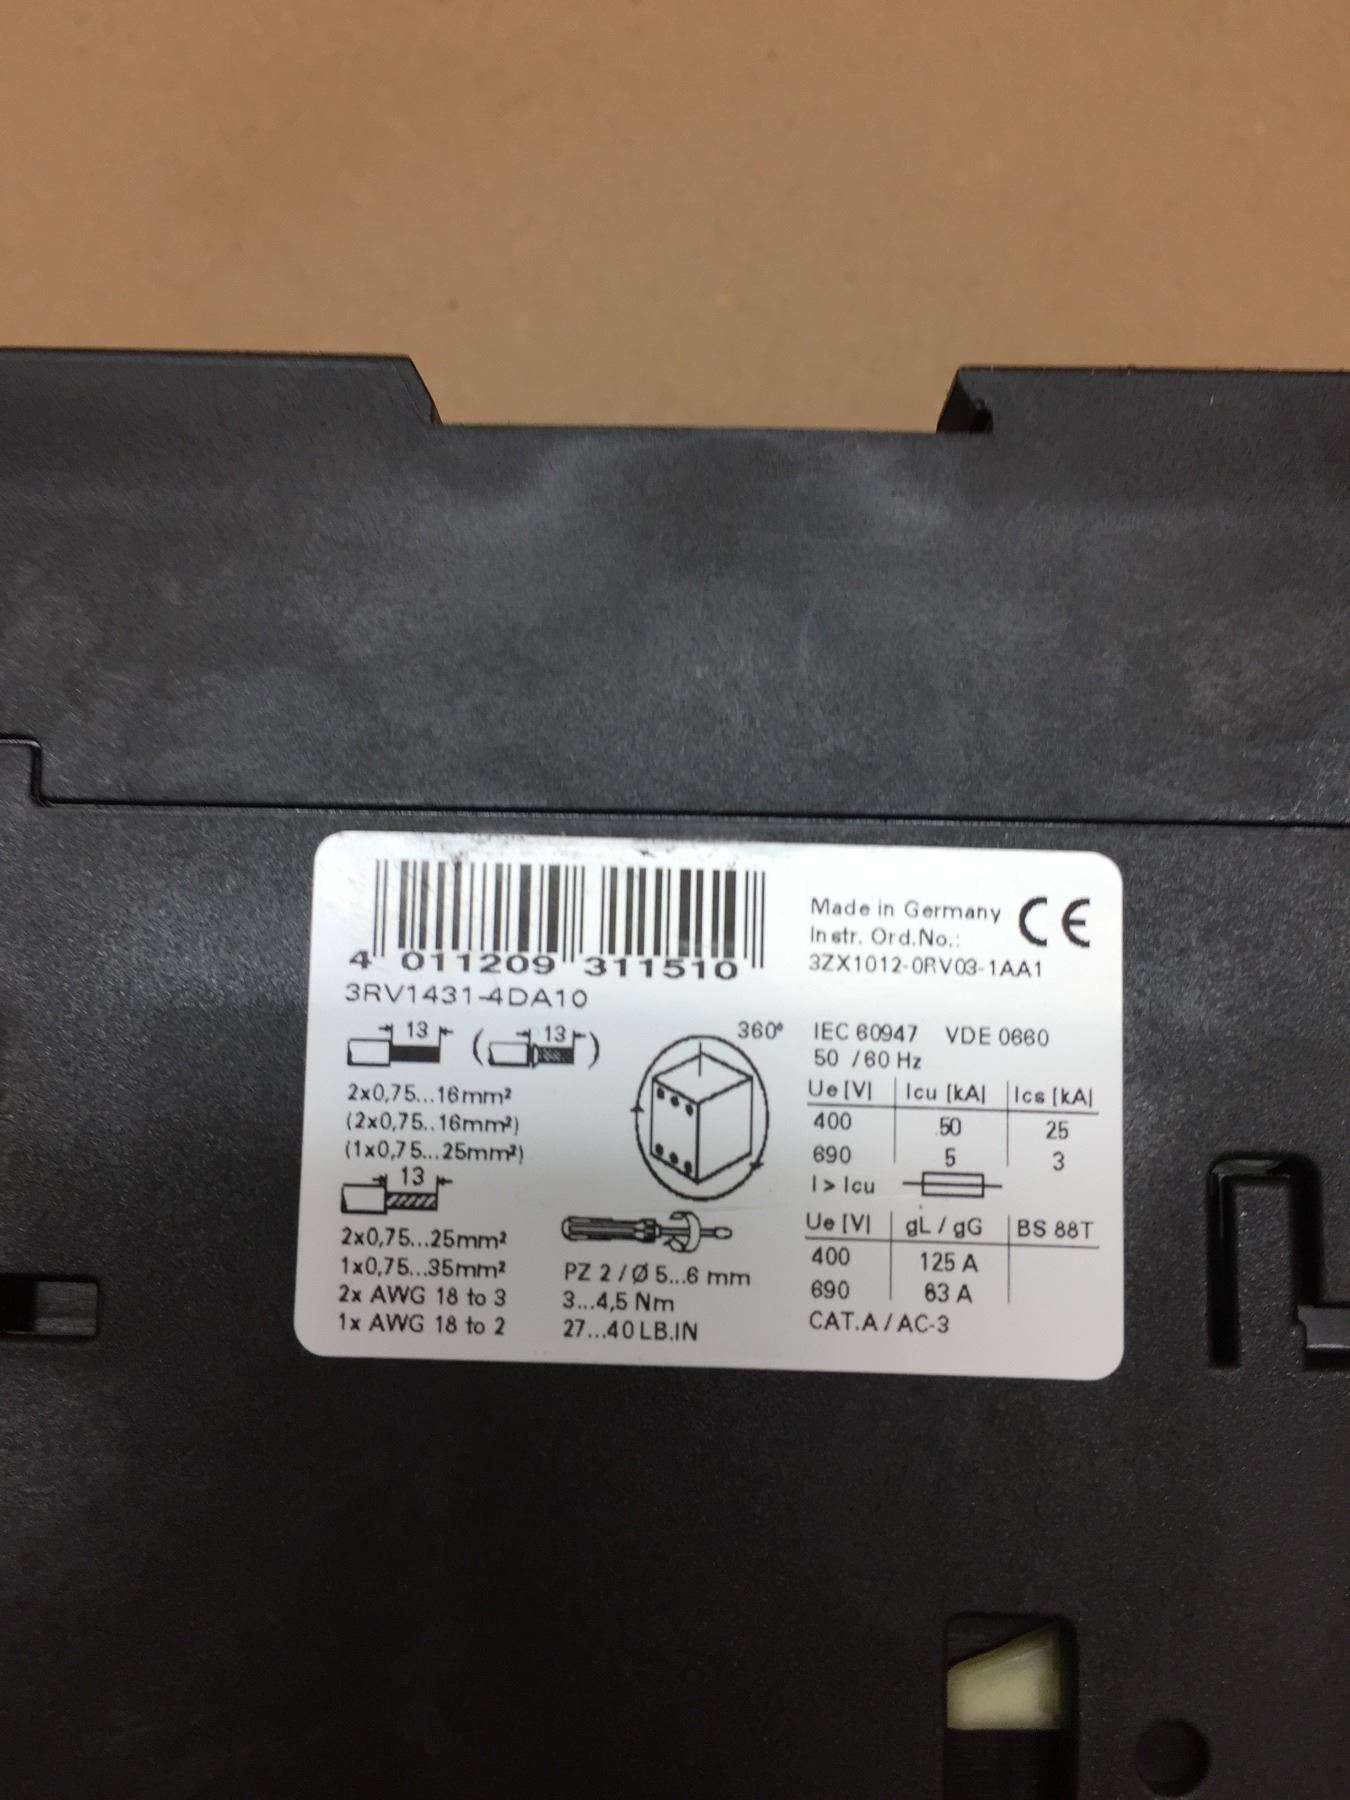 4 011209 311510
3RV1431-4DA10
Made in Germany CE
Instr. Ord.No.:
3ZX1012-0RV03-1AA1
13 (13)
2x0,75...16mm²
(2x0,75..16mm²)
(1x0,75...25mm²)
13
2x0,75...25mm²
1x0,75...35mm²
2x AWG 18 to 3
1x AWG 18 to 2
360°
PZ 2 / Ø 5...6 mm
3...4,5 Nm
27...40 LB.IN
IEC 60947 VDE 0660
50 /60 Hz
Ue [V] Icu [kA] Ics [kA]
400 50 25
690 5 3
I > Icu
Ue [V] gL / gG BS 88T
400 125 A
690 63 A
CAT.A / AC-3